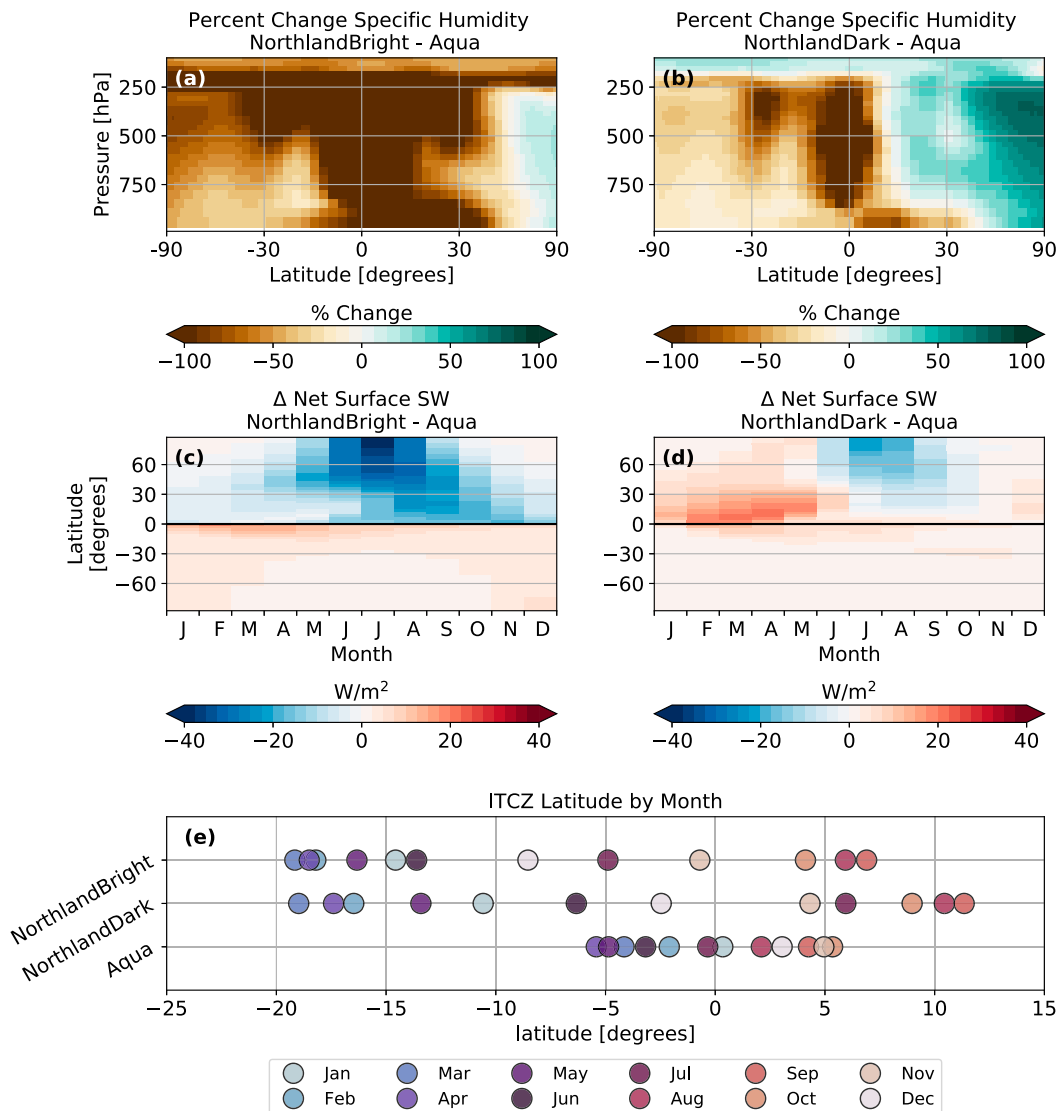 Percent Change Specific Humidity
NorthlandBright - Aqua
Percent Change Specific Humidity
NorthlandDark - Aqua
(a)
(b)
Pressure [hPa]
250
500
750
-90
-30
0
30
90
-90
-30
0
30
90
Latitude [degrees]
Latitude [degrees]
% Change
% Change
−100
−50
0
50
100
−100
−50
0
50
100
Δ Net Surface SW
NorthlandBright - Aqua
Δ Net Surface SW
NorthlandDark - Aqua
(c)
(d)
Latitude
[degrees]
60
30
0
−30
−60
60
30
0
−30
−60
J F M A M J J A S O N D
J F M A M J J A S O N D
Month
Month
W/m²
W/m²
−40
−20
0
20
40
−40
−20
0
20
40
ITCZ Latitude by Month
(e)
NorthlandBright
NorthlandDark
Aqua
−25
−20
−15
−10
−5
0
5
10
15
latitude [degrees]
Jan Mar May Jul Sep Nov
Feb Apr Jun Aug Oct Dec